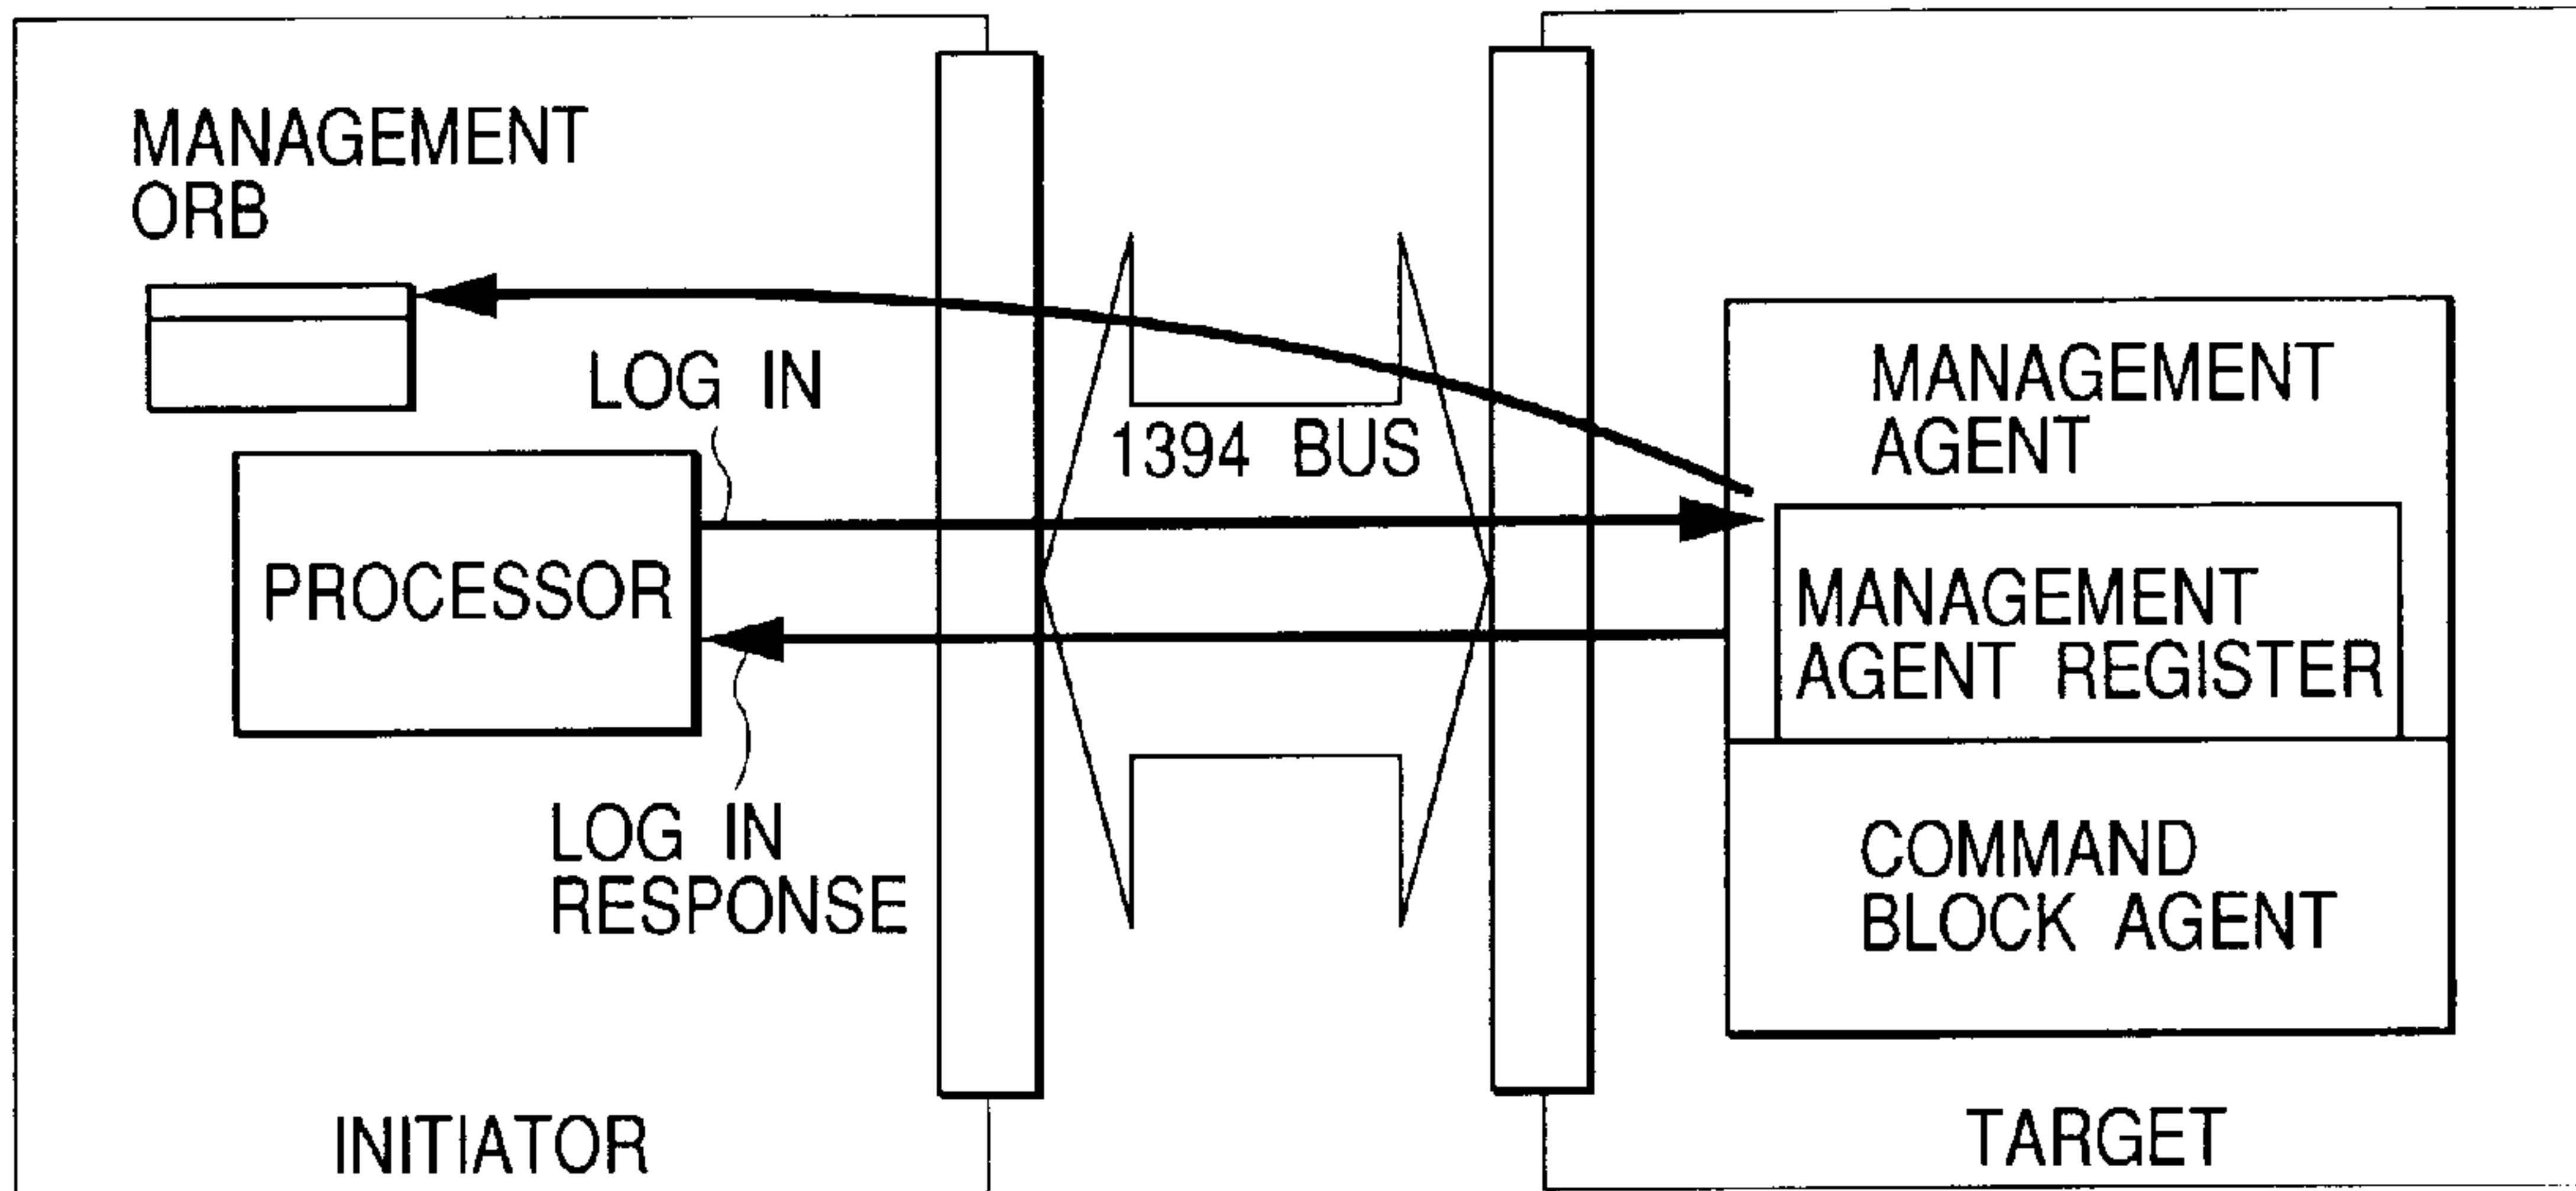 MANAGEMENT
ORB
LOG IN
1394 BUS
PROCESSOR
LOG IN
RESPONSE
INITIATOR
MANAGEMENT
AGENT
MANAGEMENT
AGENT REGISTER
COMMAND
BLOCK AGENT
TARGET